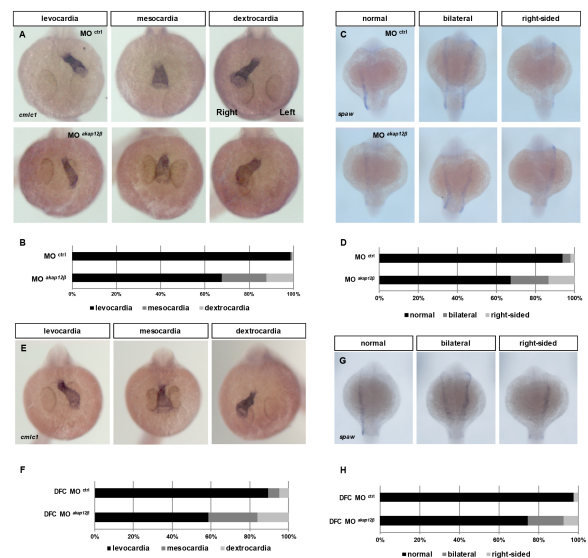 levocardia mesocardia dextrocardia
A MO ctrl
cmlc1 Right Left
MO akap12β
B
MO ctrl
MO akap12β
0% 20% 40% 60% 80% 100%
levocardia mesocardia dextrocardia
normal bilateral right-sided
C MO ctrl
spaw
MO akap12β
D
MO ctrl
MO akap12β
0% 20% 40% 60% 80% 100%
normal bilateral right-sided
levocardia mesocardia dextrocardia
E
cmlc1
F
DFC MO ctrl
DFC MO akap12β
0% 20% 40% 60% 80% 100%
levocardia mesocardia dextrocardia
normal bilateral right-sided
G
spaw
H
DFC MO ctrl
DFC MO akap12β
0% 20% 40% 60% 80% 100%
normal bilateral right-sided